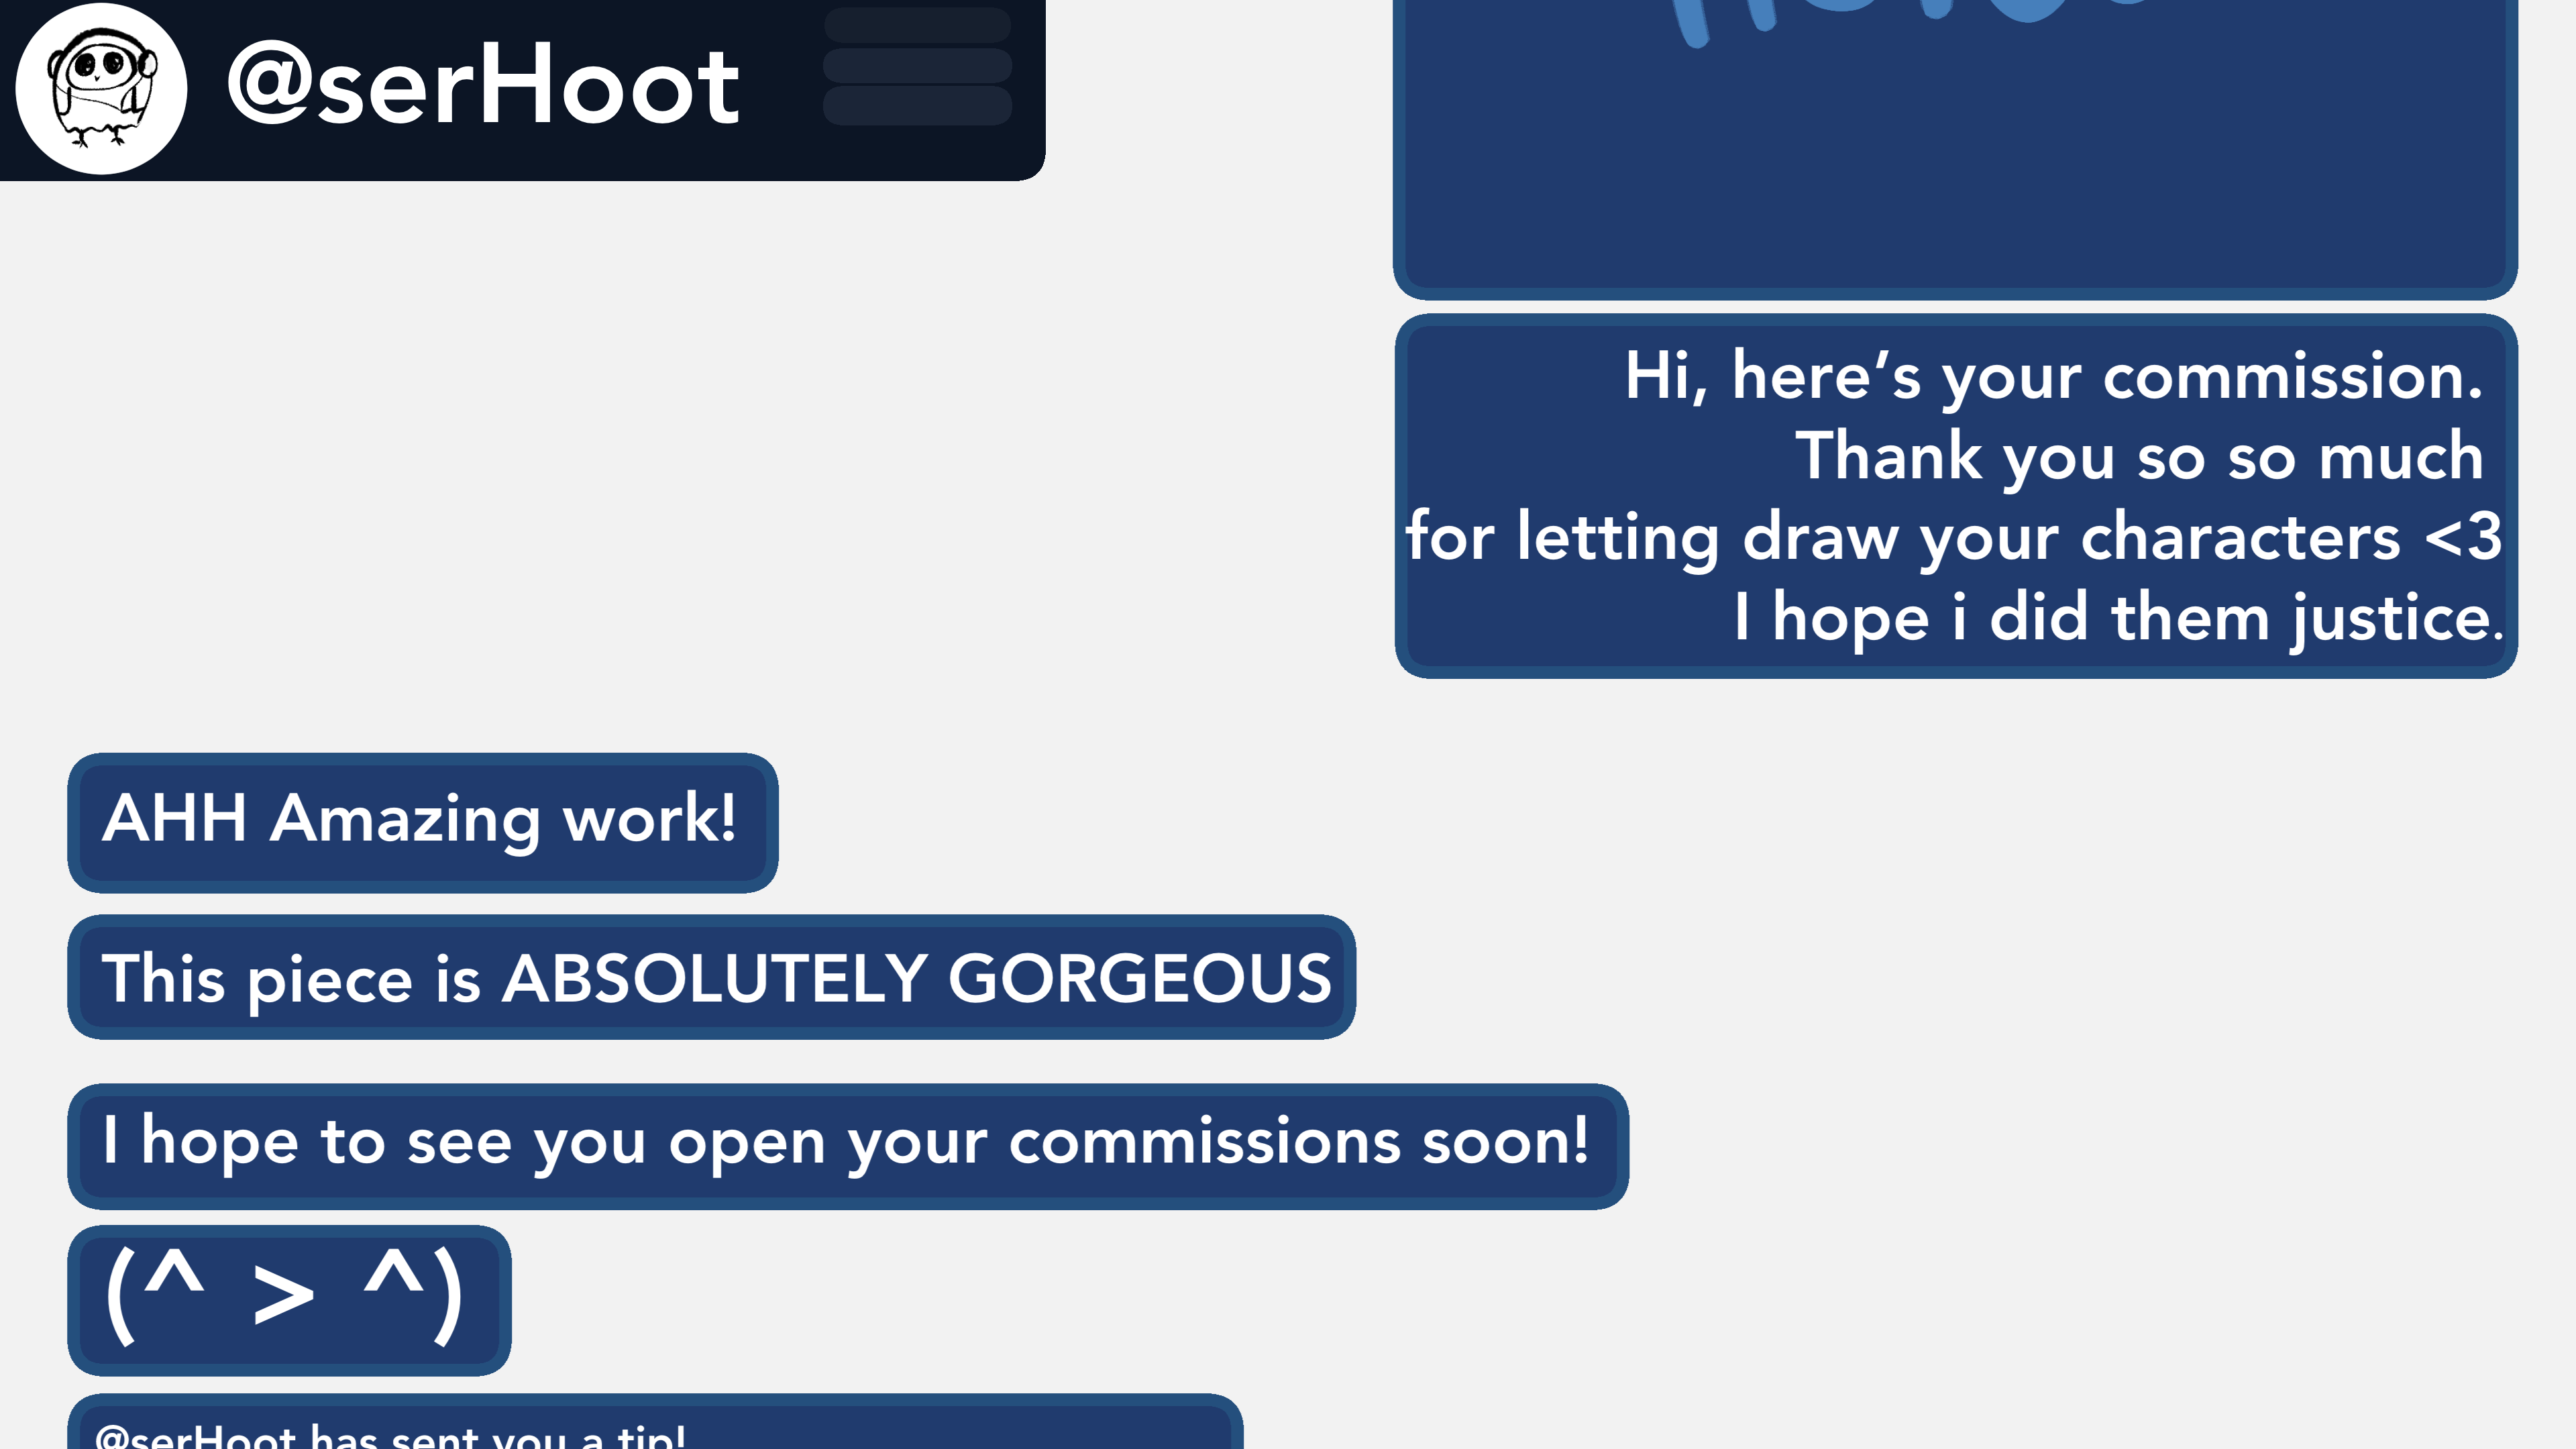 @serHoot
Hi, here’s your commission.
Thank you so so much
for letting draw your characters <3
I hope i did them justice.
AHH Amazing work!
This piece is ABSOLUTELY GORGEOUS
I hope to see you open your commissions soon!
(^ > ^)
@serHoot has sent you a tip!